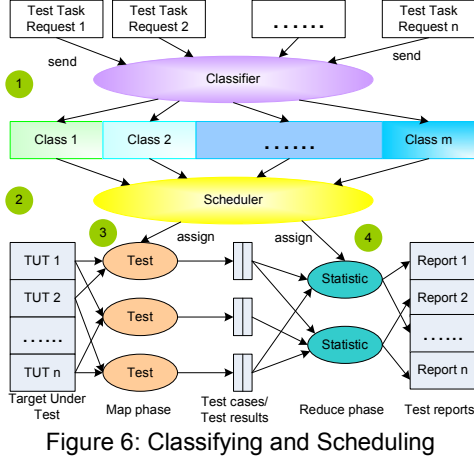 Test Task
Request 1
Test Task
Request 2
......
Test Task
Request n
send
send
1
Classifier
Class 1
Class 2
......
Class m
2
Scheduler
3
4
assign
assign
TUT 1
TUT 2
......
TUT n
Test
Test
Test
Statistic
Statistic
Report 1
Report 2
......
Report n
Target Under
Test
Map phase
Test cases/
Test results
Reduce phase
Test reports
Figure 6: Classifying and Scheduling